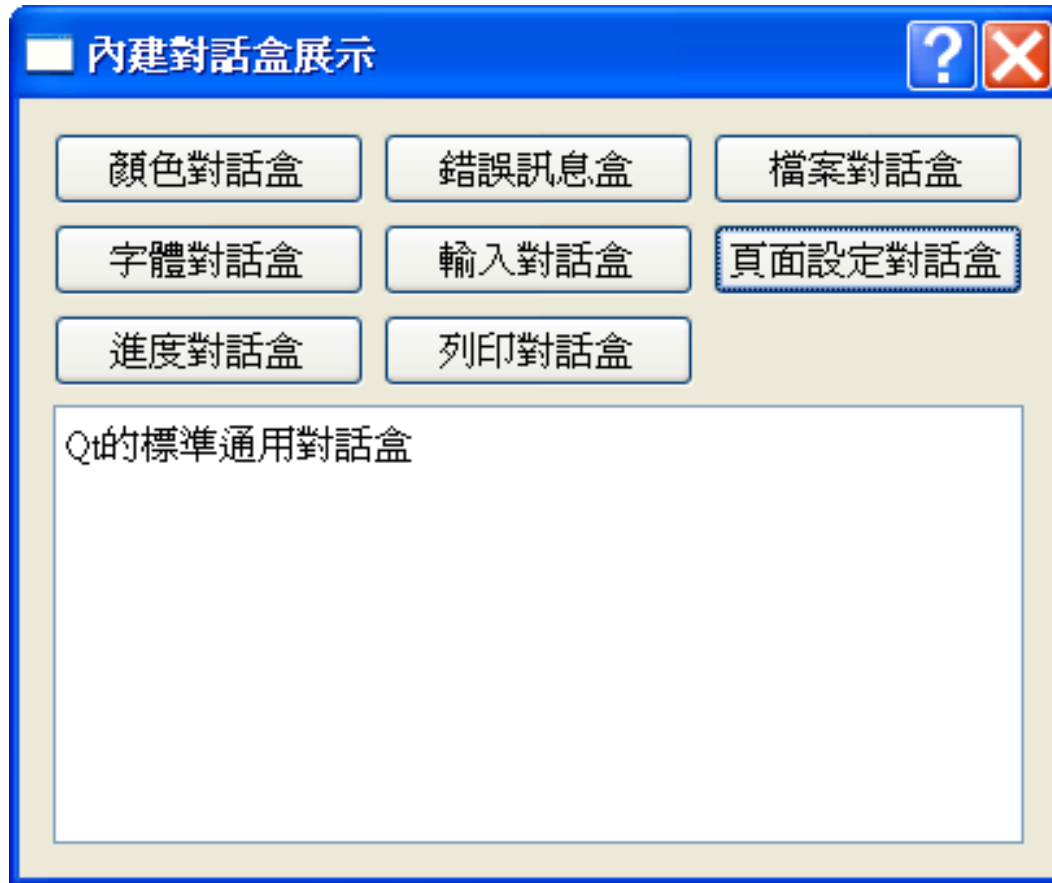 內建對話盒展示
顏色對話盒 錯誤訊息盒 檔案對話盒
字體對話盒 輸入對話盒 頁面設定對話盒
進度對話盒 列印對話盒
Qt的標準通用對話盒